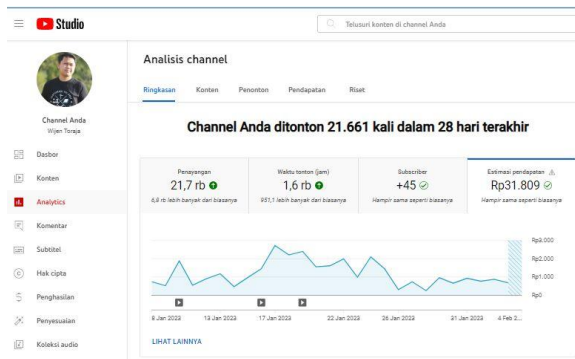 Studio
Telusuri konten di channel Anda
Channel Anda
Wijen Toraja
Dasbor
Konten
Analytics
Komentar
Subtitel
Hak cipta
Penghasilan
Penyesuaian
Koleksi audio
Analisis channel
Ringkasan Konten Penonton Pendapatan Riset
Channel Anda ditonton 21.661 kali dalam 28 hari terakhir
Penayangan
21,7 rb
6,8 rb lebih banyak dari biasanya
Waktu tonton (jam)
1,6 rb
951,1 lebih banyak dari biasanya
Subscriber
+45
Hampir sama seperti biasanya
Estimasi pendapatan
Rp31.809
Hampir sama seperti biasanya
Rp3.000
Rp2.000
Rp1.000
Rp0
8 Jan 2023 13 Jan 2023 17 Jan 2023 22 Jan 2023 26 Jan 2023 31 Jan 2023 4 Feb 2...
LIHAT LAINNYA